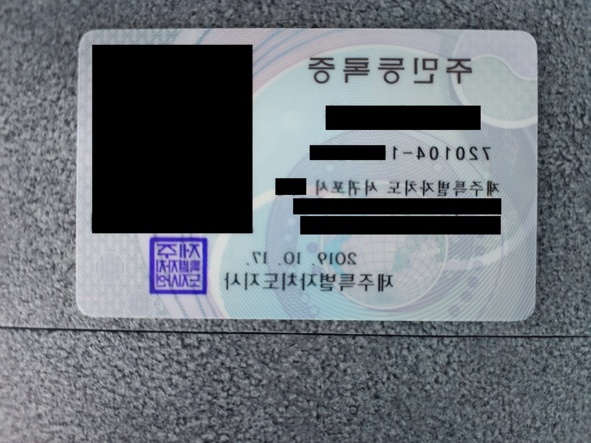 주민등록증
720104-1
제주특별자치도 서귀포시
2019. 10. 17.
제주특별자치도지사
제주
특별자치
도지사인